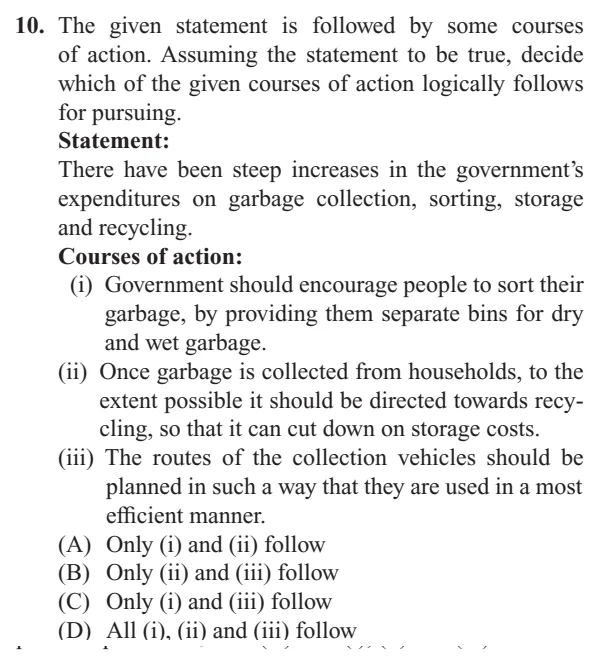 10. The given statement is followed by some courses
of action. Assuming the statement to be true, decide
which of the given courses of action logically follows
for pursuing.
Statement:
There have been steep increases in the government's
expenditures on garbage collection, sorting, storage
and recycling.
Courses of action:
(i) Government should encourage people to sort their
garbage, by providing them separate bins for dry
and wet garbage.
(ii) Once garbage is collected from households, to the
extent possible it should be directed towards recy-
cling, so that it can cut down on storage costs.
(iii) The routes of the collection vehicles should be
planned in such a way that they are used in a most
efficient manner.
(A) Only (i) and (ii) follow
(B) Only (ii) and (iii) follow
(C) Only (i) and (iii) follow
(D) All (i), (ii) and (iii) follow